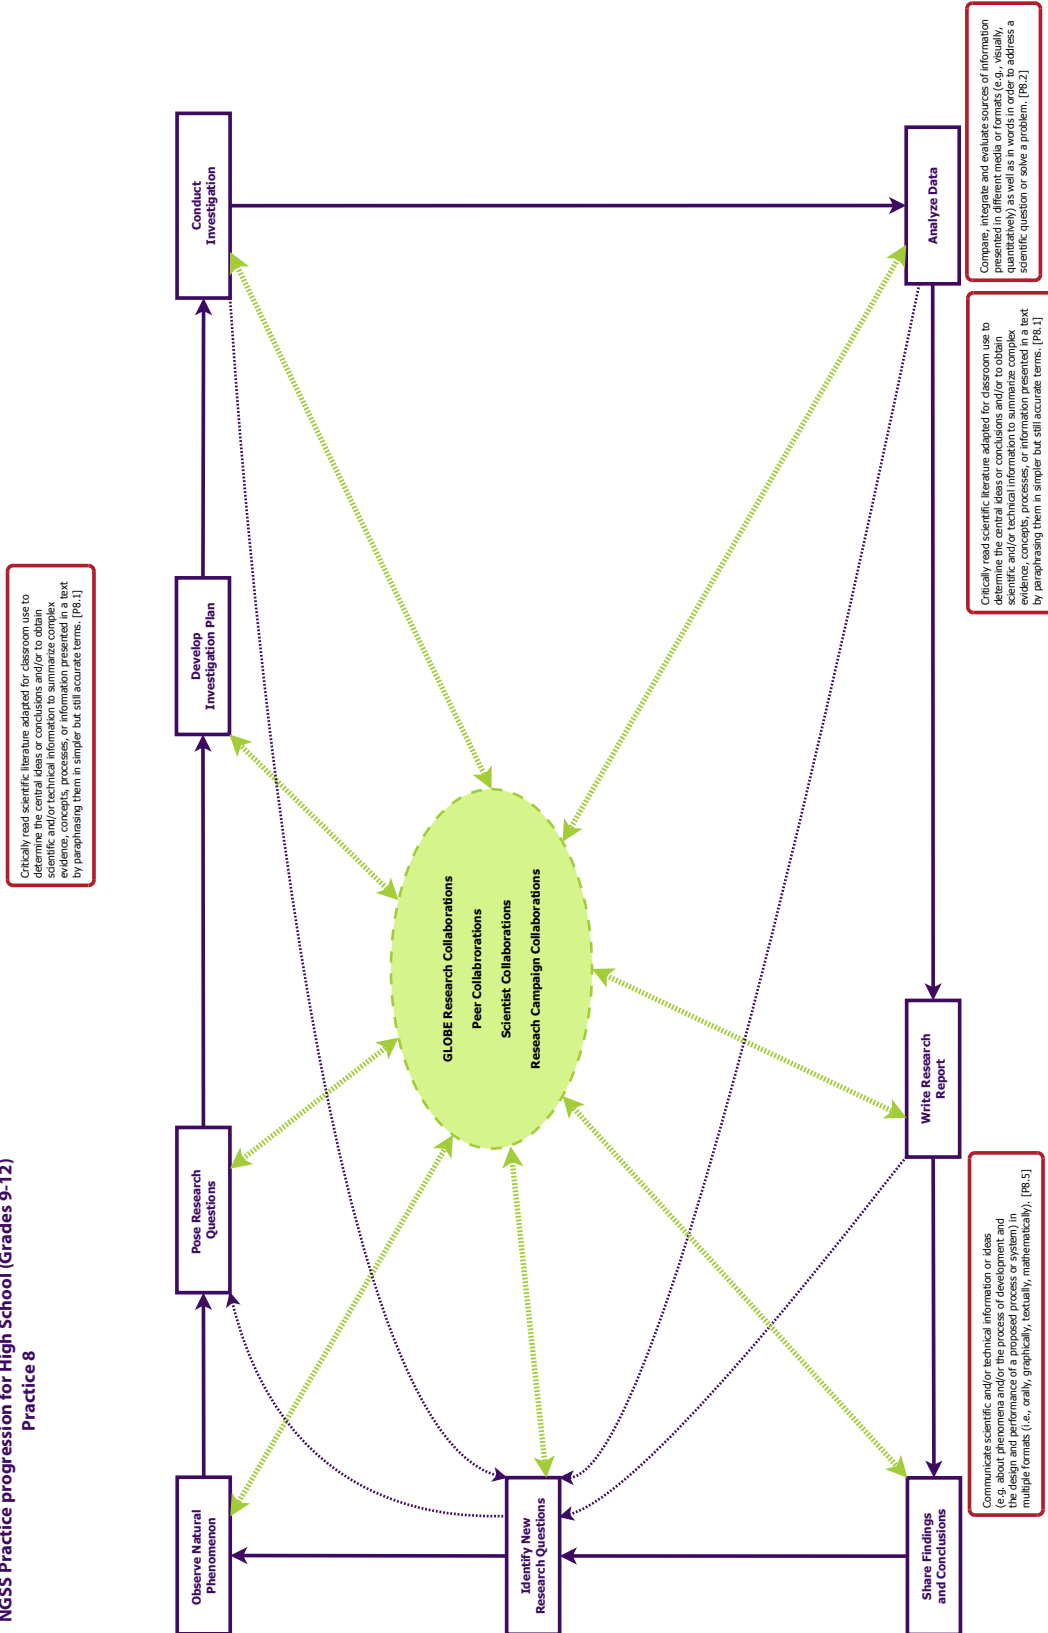 NGSS Practice progression for High School (Grades 9-12)
Practice 8
Critically read scientific literature adapted for classroom use to
determine the central ideas or conclusions and/or to obtain
scientific and/or technical information to summarize complex
evidence, concepts, processes, or information presented in a text
by paraphrasing them in simpler but still accurate terms. [P8.1]
Observe Natural
Phenomenon
Pose Research
Questions
Develop
Investigation Plan
Conduct
Investigation
GLOBE Research Collaborations
Peer Collabrorations
Scientist Collaborations
Reseach Campaign Collaborations
Identify New
Research Questions
Share Findings
and Conclusions
Write Research
Report
Analyze Data
Communicate scientific and/or technical information or ideas
(e.g. about phenomena and/or the process of development and
the design and performance of a proposed process or system) in
multiple formats (i.e., orally, graphically, textually, mathematically). [P8.5]
Critically read scientific literature adapted for classroom use to
determine the central ideas or conclusions and/or to obtain
scientific and/or technical information to summarize complex
evidence, concepts, processes, or information presented in a text
by paraphrasing them in simpler but still accurate terms. [P8.1]
Compare, integrate and evaluate sources of information
presented in different media or formats (e.g., visually,
quantitatively) as well as in words in order to address a
scientific question or solve a problem. [P8.2]